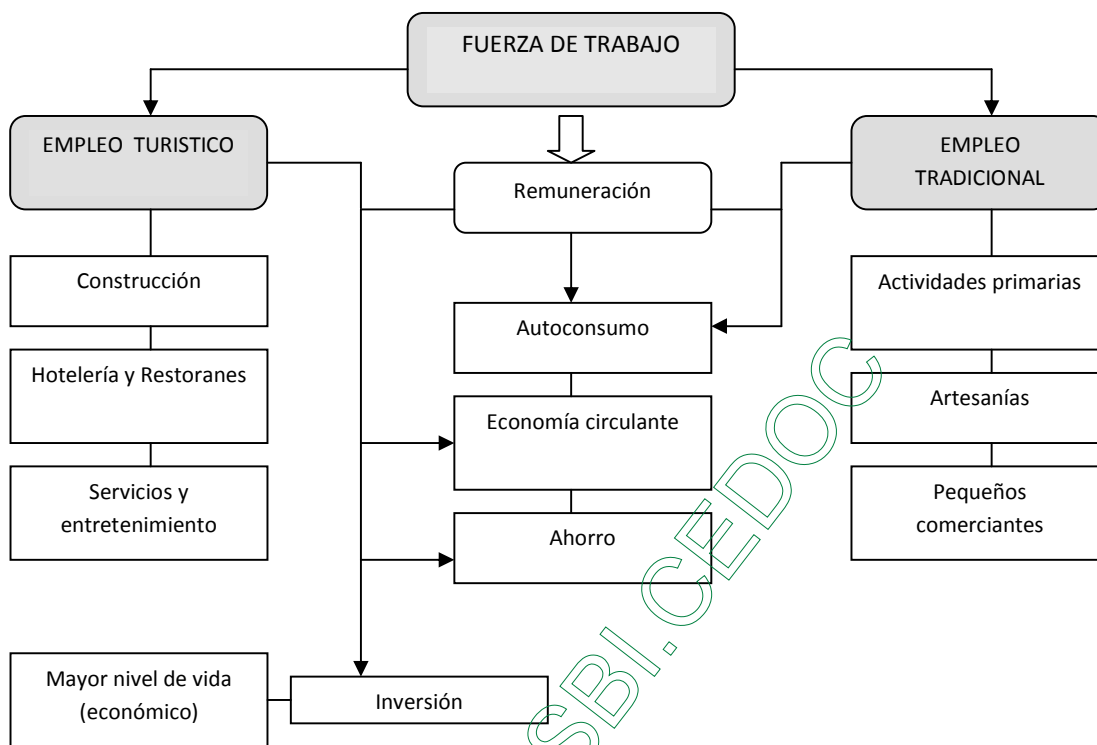 FUERZA DE TRABAJO
EMPLEO TURISTICO
EMPLEO
TRADICIONAL
Remuneración
Construcción
Autoconsumo
Actividades primarias
Hotelería y Restoranes
Economía circulante
Artesanías
Servicios y
entretenimiento
Ahorro
Pequeños
comerciantes
Mayor nivel de vida
(económico)
Inversión
SBI.CEDOC